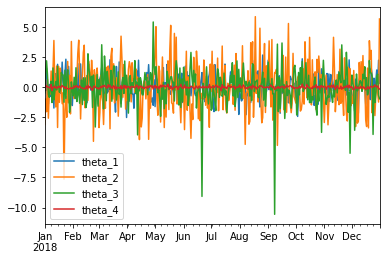 5.0
2.5
0.0
−2.5
−5.0
−7.5
−10.0
theta_1
theta_2
theta_3
theta_4
Jan Feb Mar Apr May Jun Jul Aug Sep Oct Nov Dec
2018